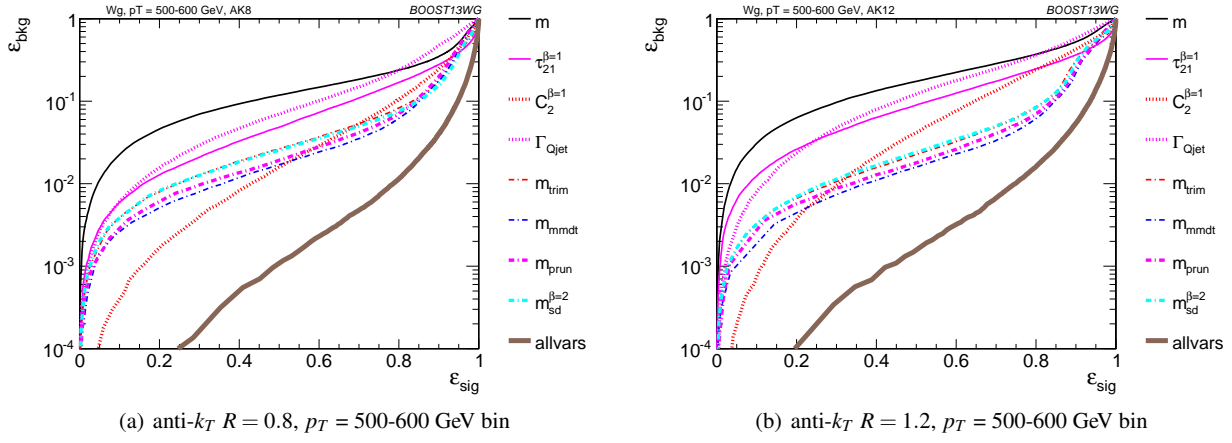 Wg, pT = 500-600 GeV, AK8
BOOST13WG
ε_bkg
1
10^-1
10^-2
10^-3
10^-4
0
0.2
0.4
0.6
0.8
1
ε_sig
m
τ_21^β=1
C_2^β=1
Γ_Qjet
m_trim
m_mmdt
m_prun
m_sd^β=2
allvars
(a) anti-k_T R = 0.8, p_T = 500-600 GeV bin
Wg, pT = 500-600 GeV, AK12
BOOST13WG
ε_bkg
1
10^-1
10^-2
10^-3
10^-4
0
0.2
0.4
0.6
0.8
1
ε_sig
m
τ_21^β=1
C_2^β=1
Γ_Qjet
m_trim
m_mmdt
m_prun
m_sd^β=2
allvars
(b) anti-k_T R = 1.2, p_T = 500-600 GeV bin